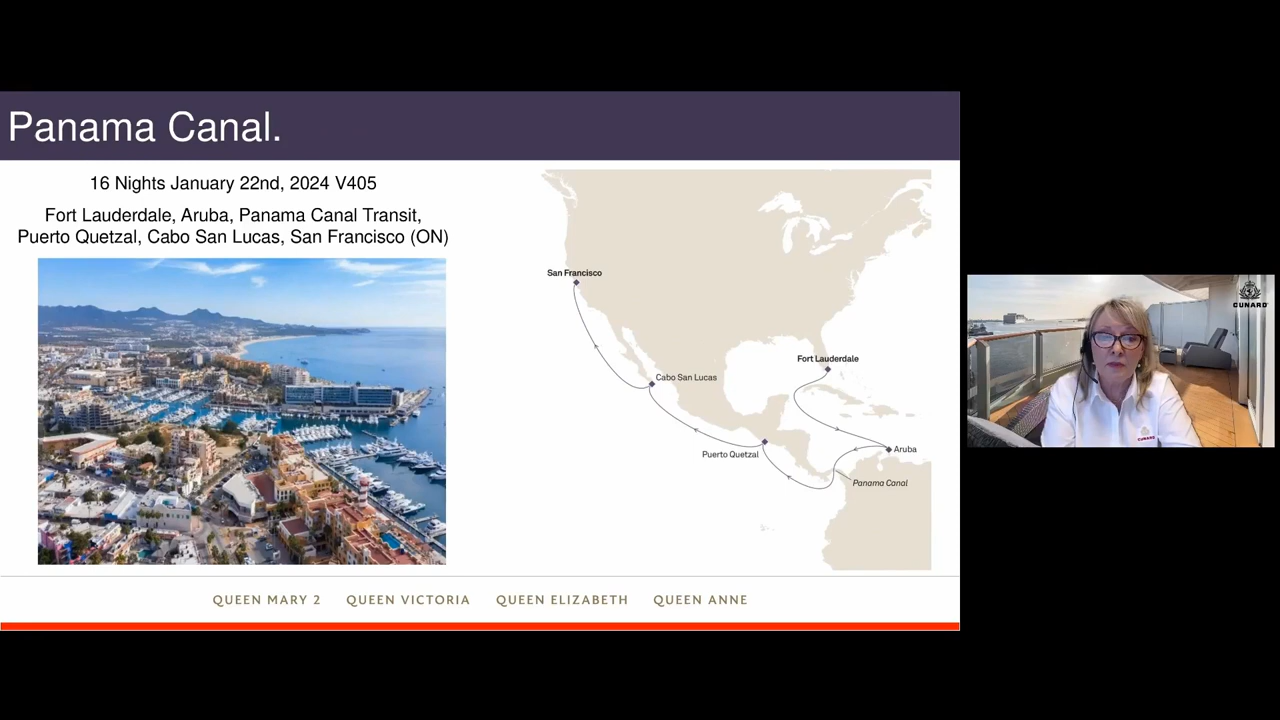 Panama Canal.
16 Nights January 22nd, 2024 V405
Fort Lauderdale, Aruba, Panama Canal Transit,
Puerto Quetzal, Cabo San Lucas, San Francisco (ON)
San Francisco
Fort Lauderdale
Cabo San Lucas
Puerto Quetzal
Aruba
Panama Canal
QUEEN MARY 2 QUEEN VICTORIA QUEEN ELIZABETH QUEEN ANNE
CUNARD
CUNARD